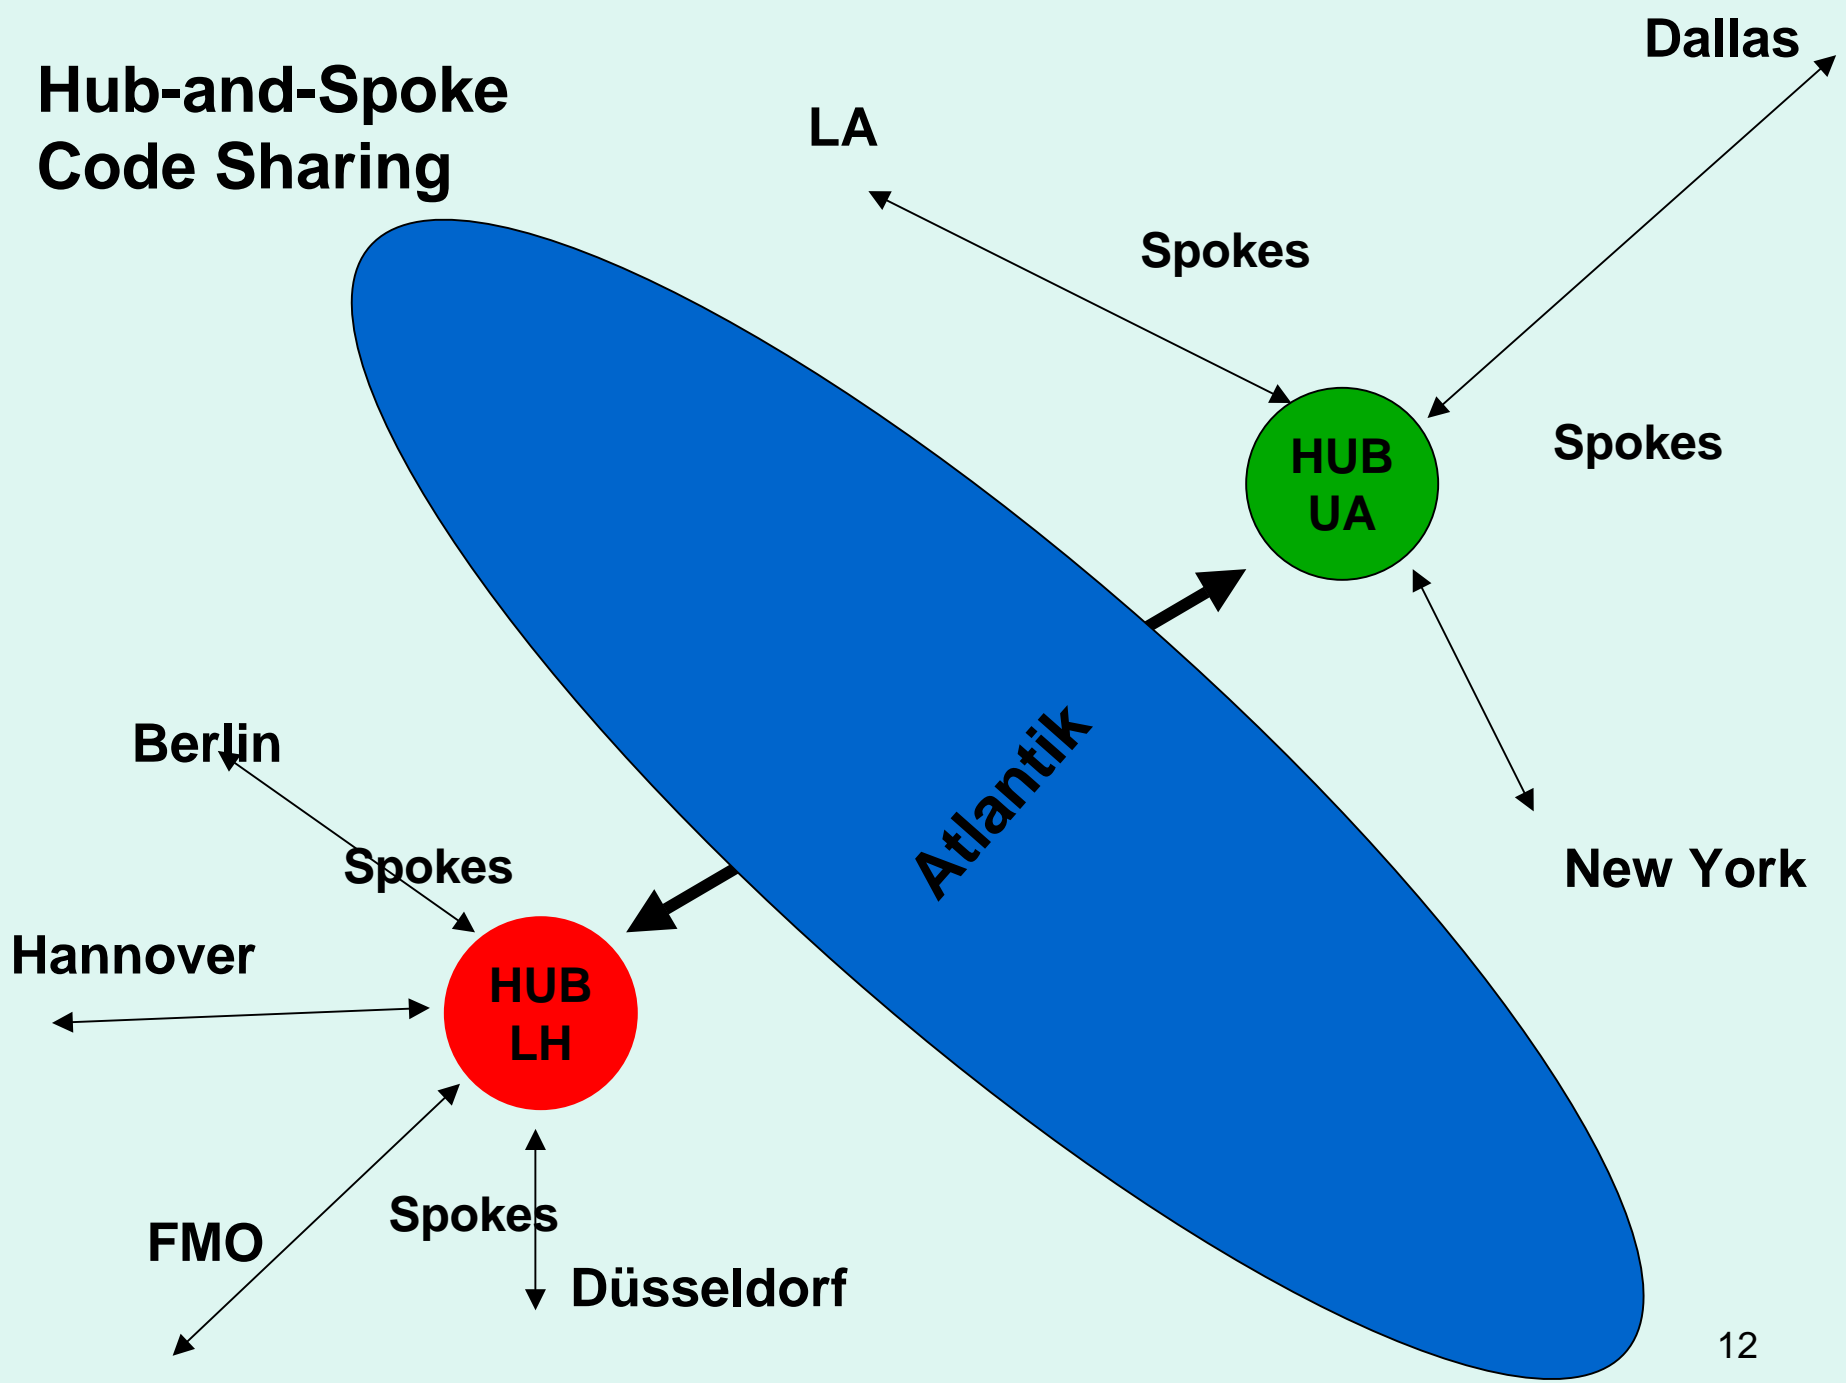 Hub-and-Spoke
Code Sharing
Dallas
LA
Spokes
HUB
UA
Spokes
Atlantik
Berlin
Spokes
New York
Hannover
HUB
LH
Spokes
FMO
Düsseldorf
12